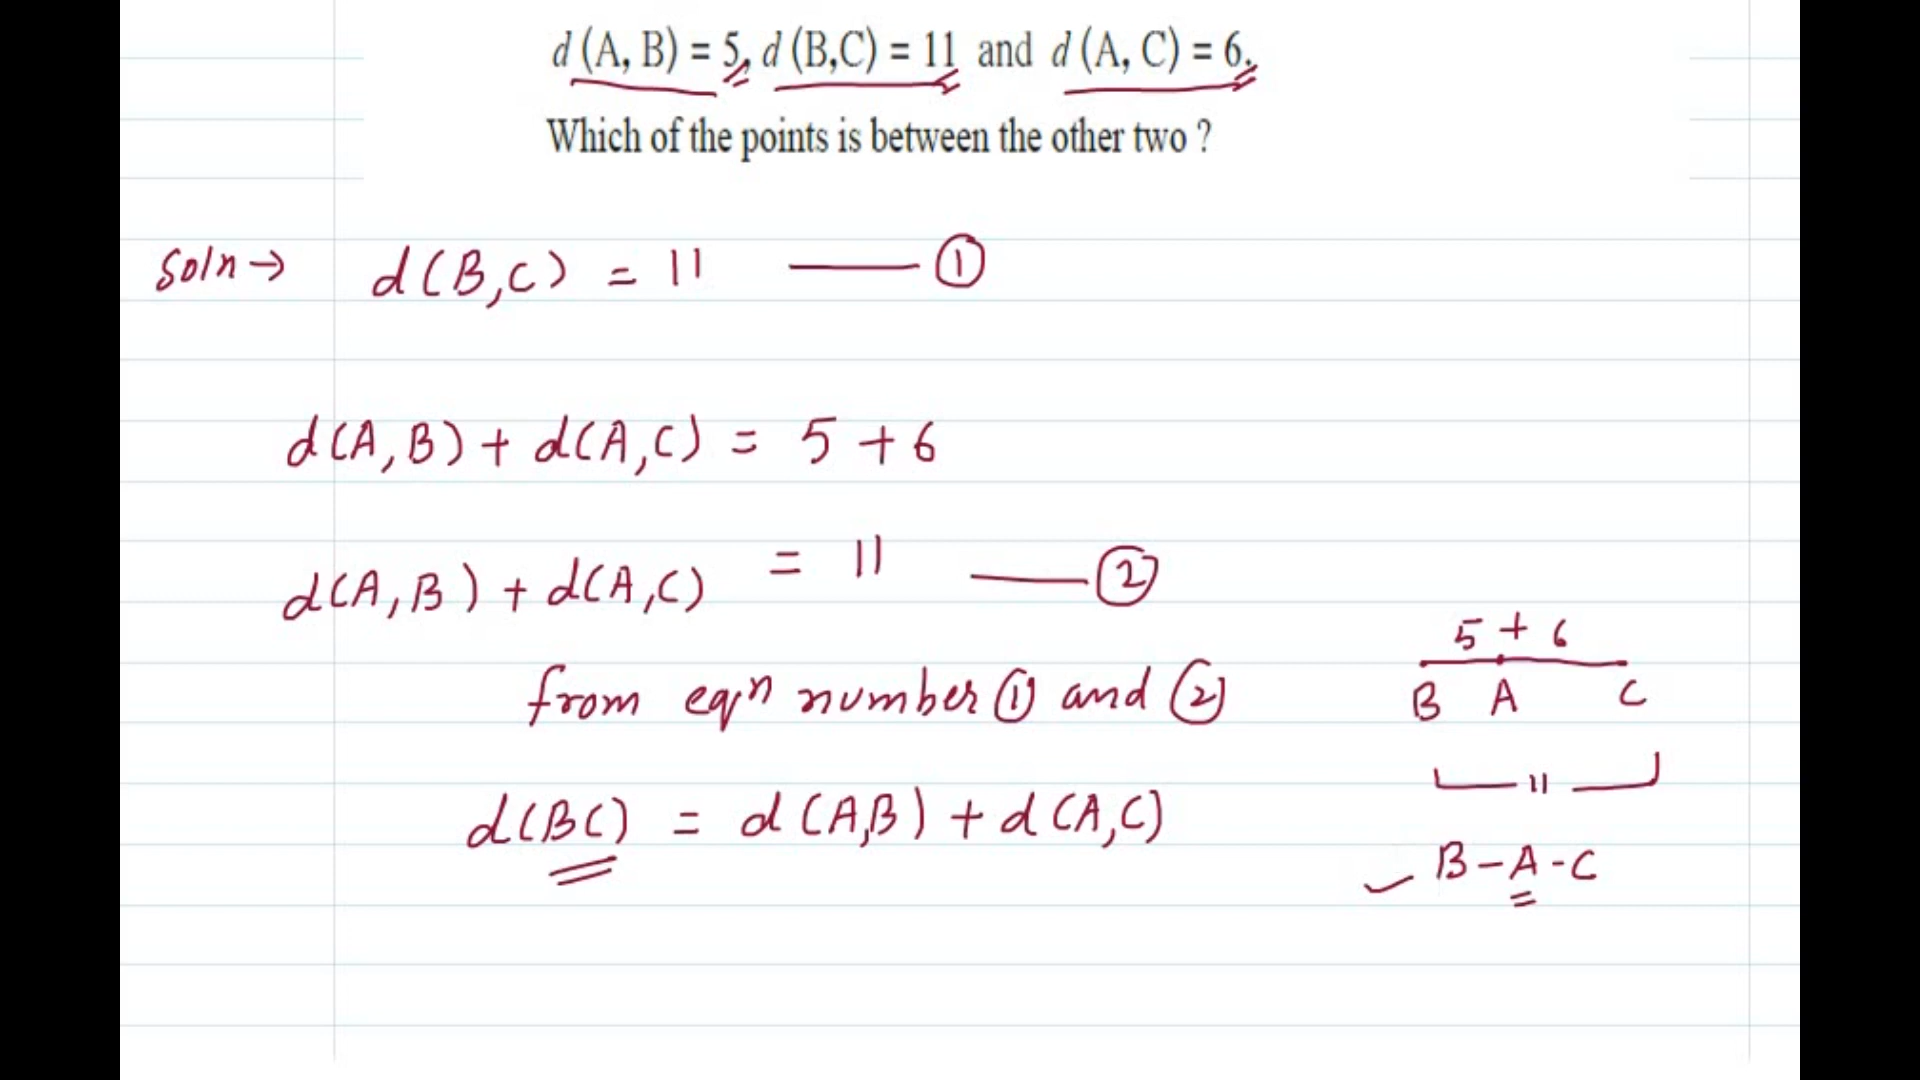 d (A, B) = 5, d (B,C) = 11 and d (A, C) = 6.
Which of the points is between the other two ?
Soln → d(B,C) = 11 —— ①
d(A,B) + d(A,C) = 5 + 6
d(A,B) + d(A,C) = 11 —— ②
from eqⁿ number ① and ②
d(BC) = d(A,B) + d(A,C)
5 + 6
B A C
11
B - A - C